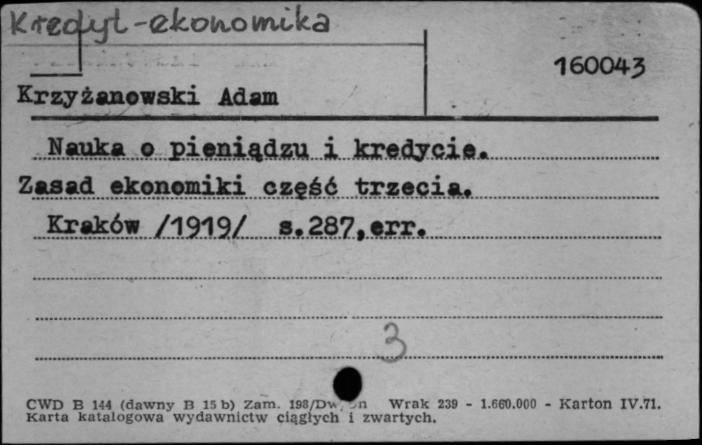 Kredyt-ekonomika
160043
Krzyżanowski Adam
Nauka o pieniądzu i kredycie.
Zasad ekonomiki część trzecia.
Kraków /1919/ s.287,err.
3
CWD B 144 (dawny B 15 b) Zam. 198/ Wrak 239 - 1.660.000 - Karton IV.71.
Karta katalogowa wydawnictw ciągłych i zwartych.